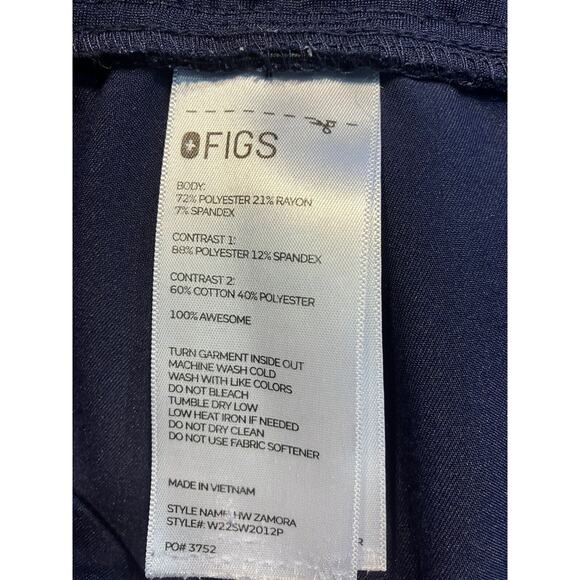 FIGS
BODY:
72% POLYESTER 21% RAYON
7% SPANDEX
CONTRAST 1:
88% POLYESTER 12% SPANDEX
CONTRAST 2:
60% COTTON 40% POLYESTER
100% AWESOME
TURN GARMENT INSIDE OUT
MACHINE WASH COLD
WASH WITH LIKE COLORS
DO NOT BLEACH
TUMBLE DRY LOW
LOW HEAT IRON IF NEEDED
DO NOT DRY CLEAN
DO NOT USE FABRIC SOFTENER
MADE IN VIETNAM
STYLE NAME: HW ZAMORA
STYLE#: W22SW2012P
PO# 3752
R